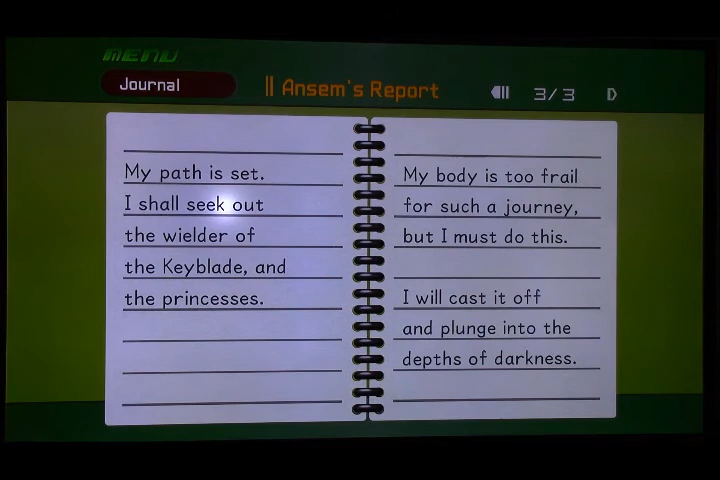 MENU
Journal
Ansem's Report
3/3
My path is set.
I shall seek out
the wielder of
the Keyblade, and
the princesses.
My body is too frail
for such a journey,
but I must do this.
I will cast it off
and plunge into the
depths of darkness.